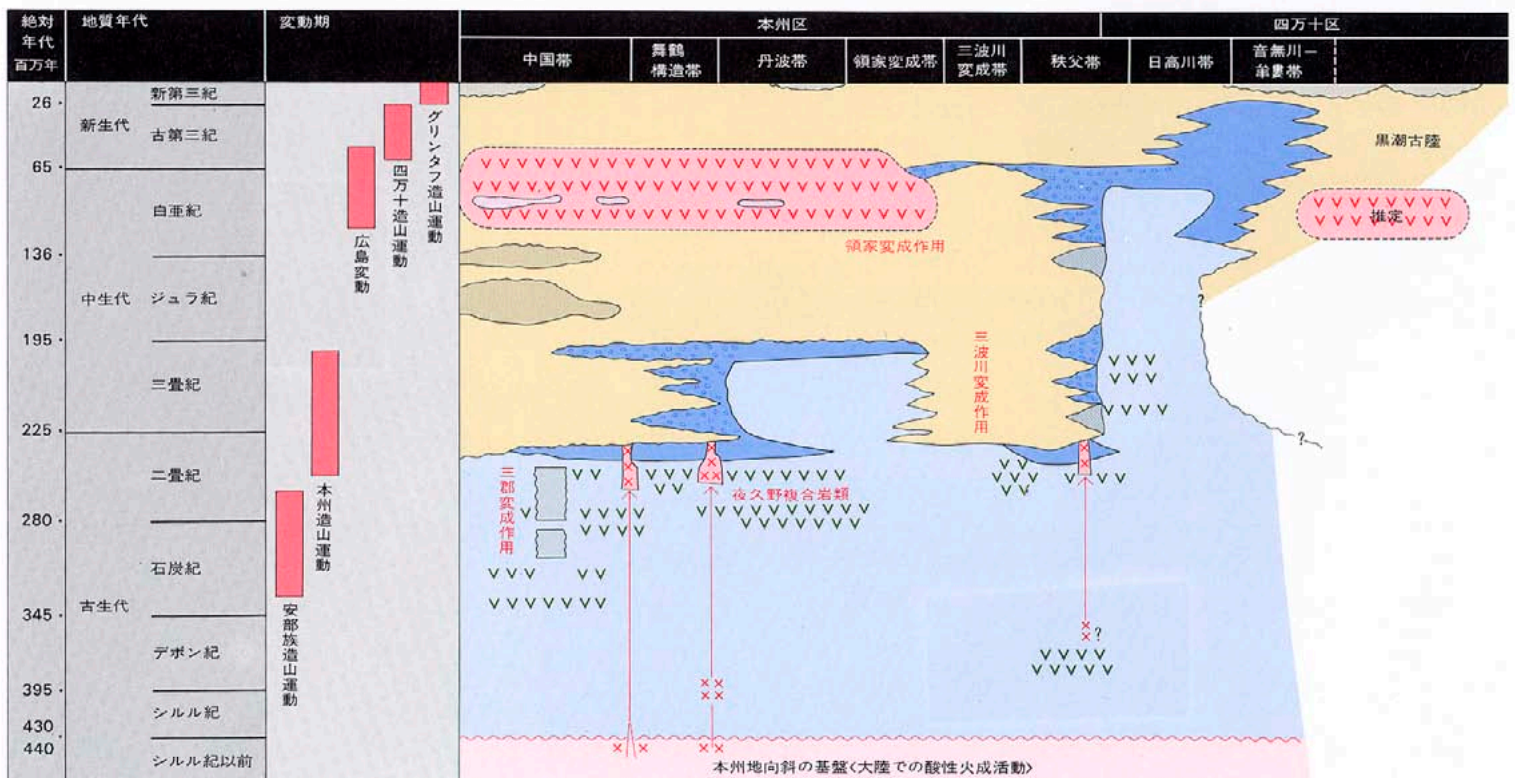 絶対
年代
百万年
地質年代
変動期
本州区
四万十区
中国帯
舞鶴
構造帯
丹波帯
領家変成帯
三波川
変成帯
秩父帯
日高川帯
音無川ー
牟婁帯
26
65
136
195
225
280
345
395
430
440
新生代
中生代
古生代
新第三紀
古第三紀
白亜紀
ジュラ紀
三畳紀
二畳紀
石炭紀
デボン紀
シルル紀
シルル紀以前
グリンタフ造山運動
四万十造山運動
広島変動
本州造山運動
安部族造山運動
黒潮古陸
推定
領家変成作用
?
三波川変成作用
?
三郡変成作用
夜久野複合岩類
?
本州地向斜の基盤<大陸での酸性火成活動>